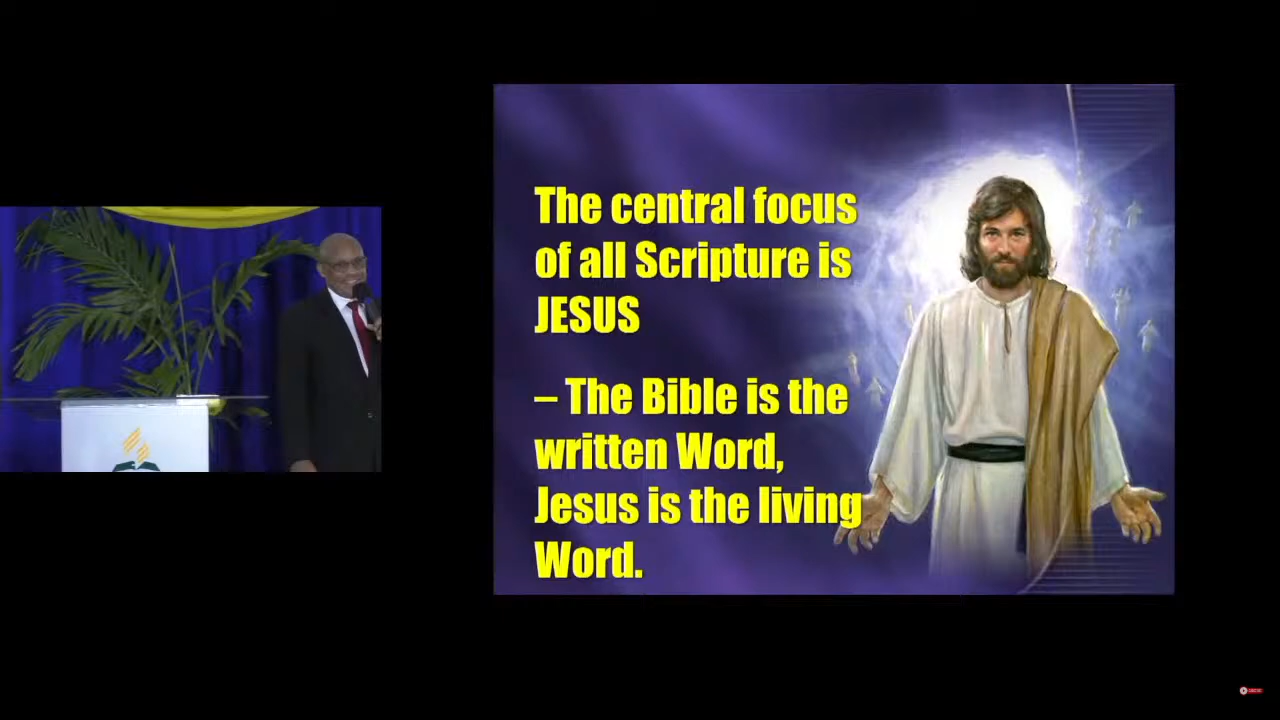 The central focus
of all Scripture is
JESUS
– The Bible is the
written Word,
Jesus is the living
Word.